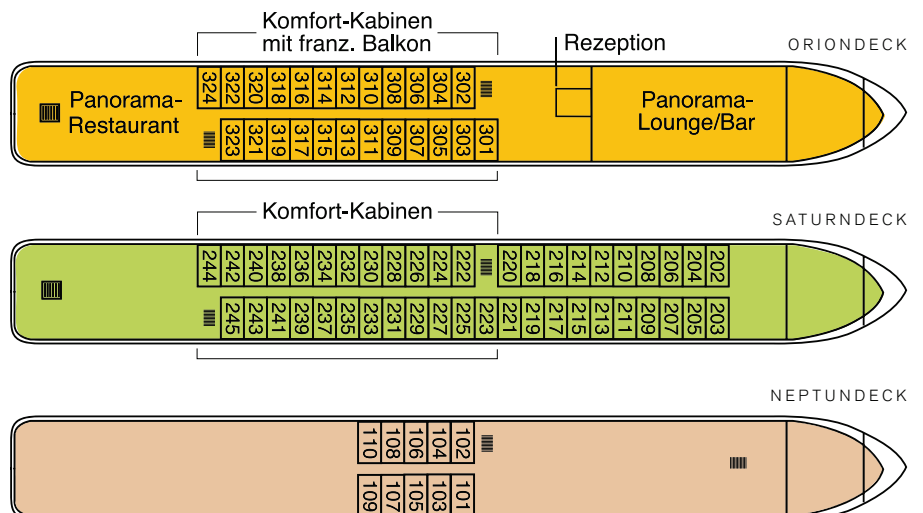 Komfort-Kabinen
mit franz. Balkon
Rezeption
ORIONDECK
324 322 320 318 316 314 312 310 308 306 304 302
Panorama-
Restaurant
Panorama-
Lounge/Bar
323 321 319 317 315 313 311 309 307 305 303 301
Komfort-Kabinen
SATURNDECK
244 242 240 238 236 234 232 230 228 226 224 222 220 218 216 214 212 210 208 206 204 202
245 243 241 239 237 235 233 231 229 227 225 223 221 219 217 215 213 211 209 207 205 203
NEPTUNDECK
110 108 106 104 102
109 107 105 103 101